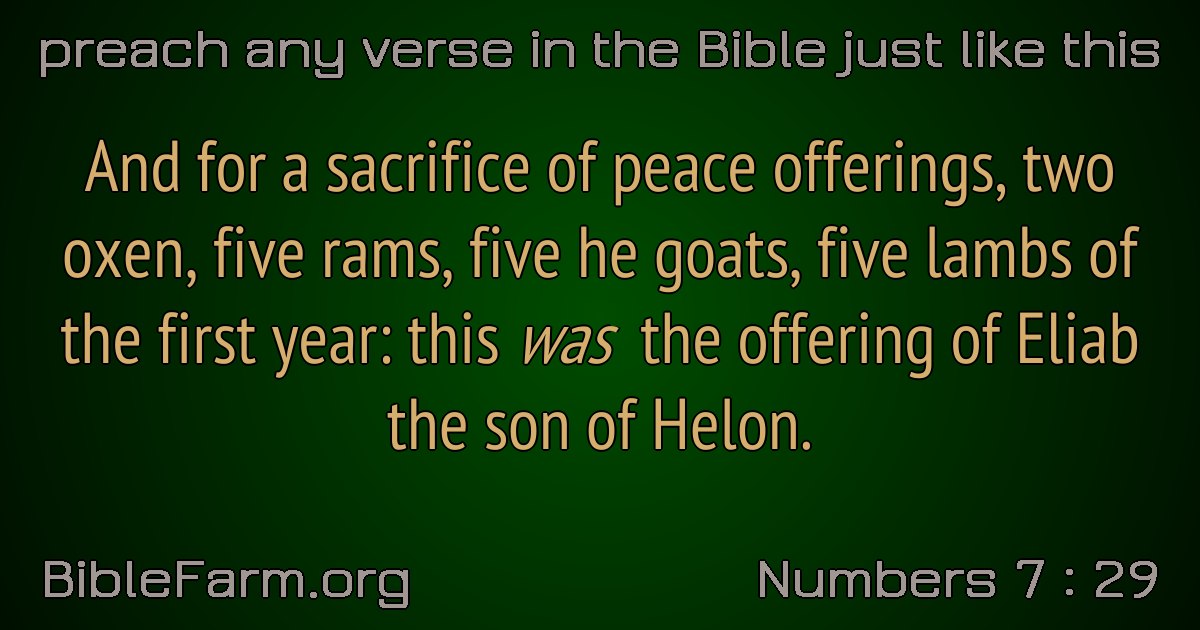 preach any verse in the Bible just like this
And for a sacrifice of peace offerings, two
oxen, five rams, five he goats, five lambs of
the first year: this was the offering of Eliab
the son of Helon.
BibleFarm.org
Numbers 7 : 29